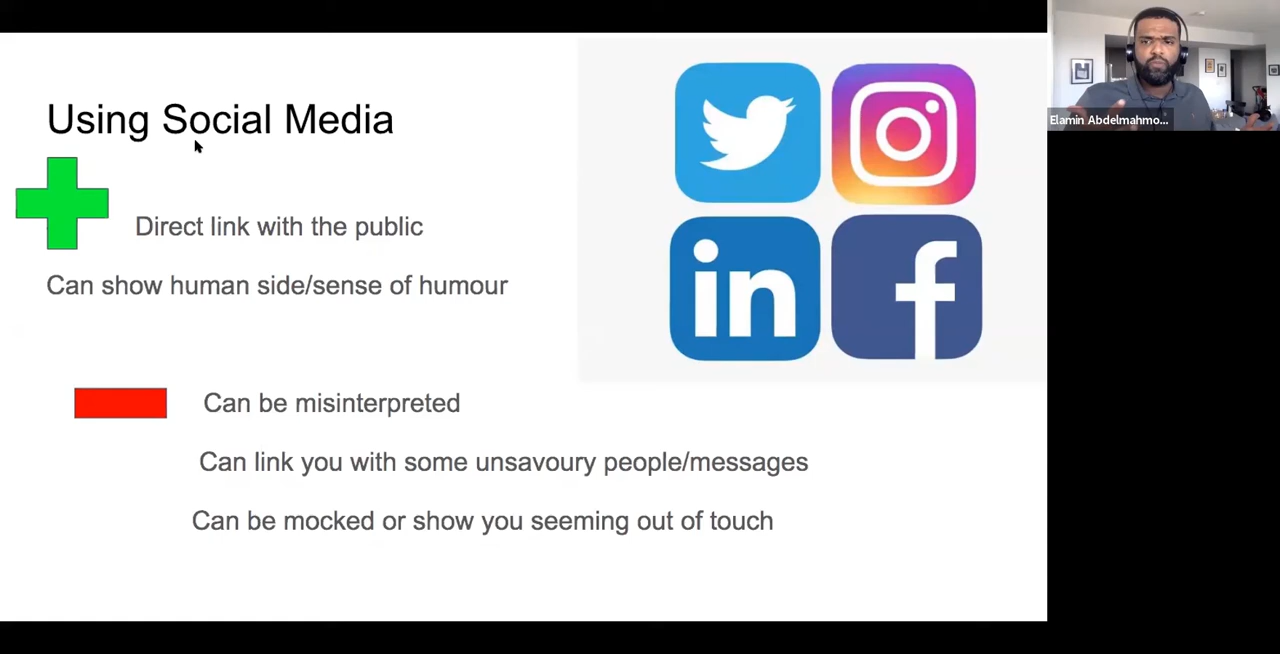 Using Social Media
Direct link with the public
Can show human side/sense of humour
Can be misinterpreted
Can link you with some unsavoury people/messages
Can be mocked or show you seeming out of touch
in
f
Elamin Abdelmahmo...